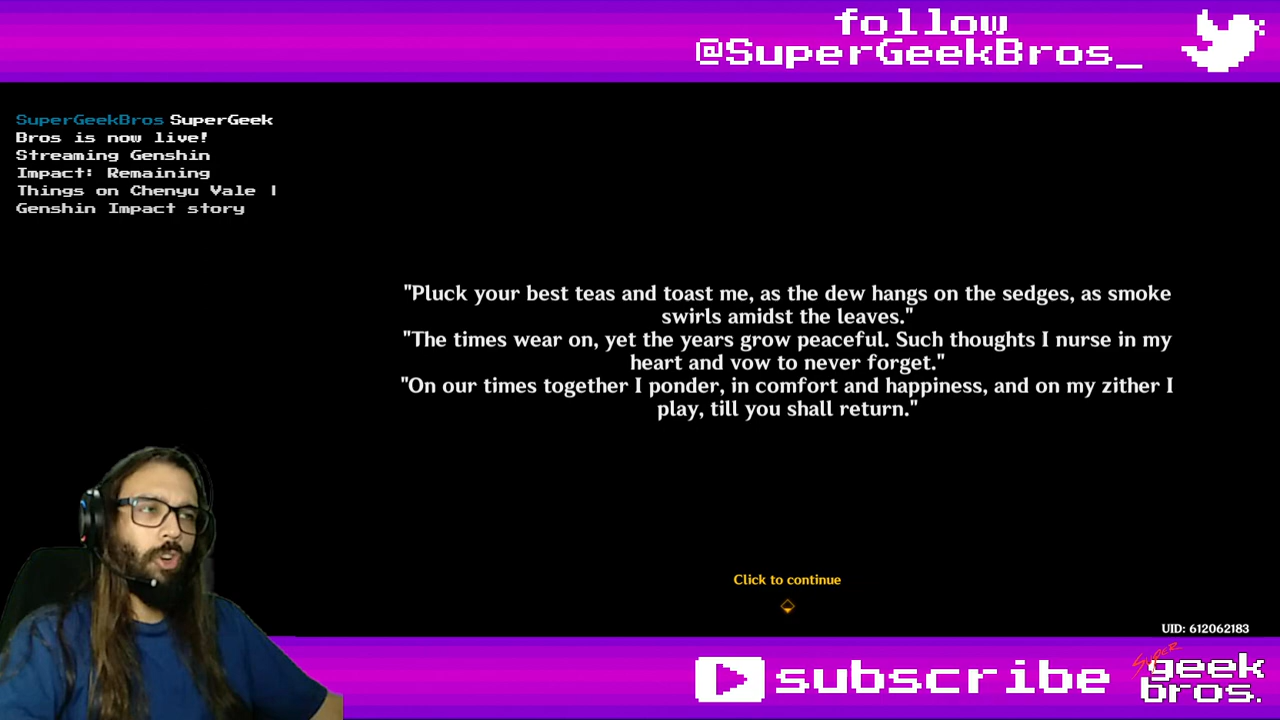 follow
@SuperGeekBros_
SuperGeekBros SuperGeek
Bros is now live!
Streaming Genshin
Impact: Remaining
Things on Chenyu Vale |
Genshin Impact story
"Pluck your best teas and toast me, as the dew hangs on the sedges, as smoke
swirls amidst the leaves."
"The times wear on, yet the years grow peaceful. Such thoughts I nurse in my
heart and vow to never forget."
"On our times together I ponder, in comfort and happiness, and on my zither I
play, till you shall return."
Click to continue
UID: 612062183
subscribe
super
geek
bros.